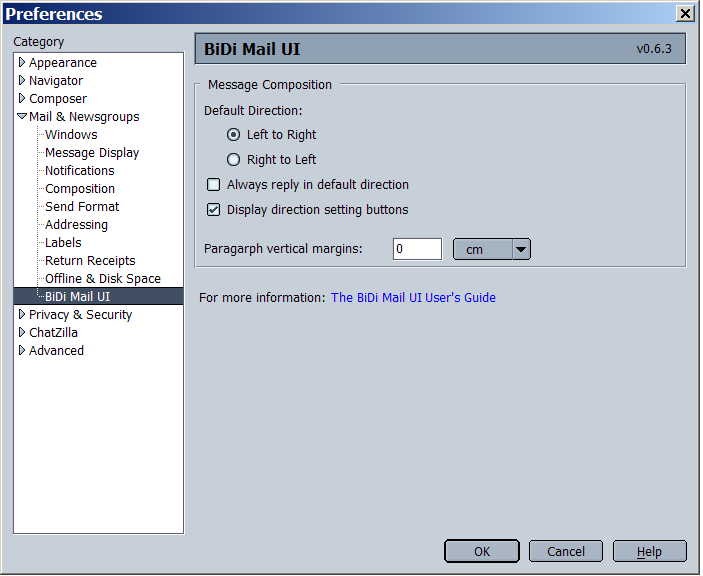 Preferences
Category
Appearance
Navigator
Composer
Mail & Newsgroups
Windows
Message Display
Notifications
Composition
Send Format
Addressing
Labels
Return Receipts
Offline & Disk Space
BiDi Mail UI
Privacy & Security
ChatZilla
Advanced
BiDi Mail UI v0.6.3
Message Composition
Default Direction:
Left to Right
Right to Left
Always reply in default direction
Display direction setting buttons
Paragarph vertical margins: 0 cm
For more information: The BiDi Mail UI User's Guide
OK Cancel Help